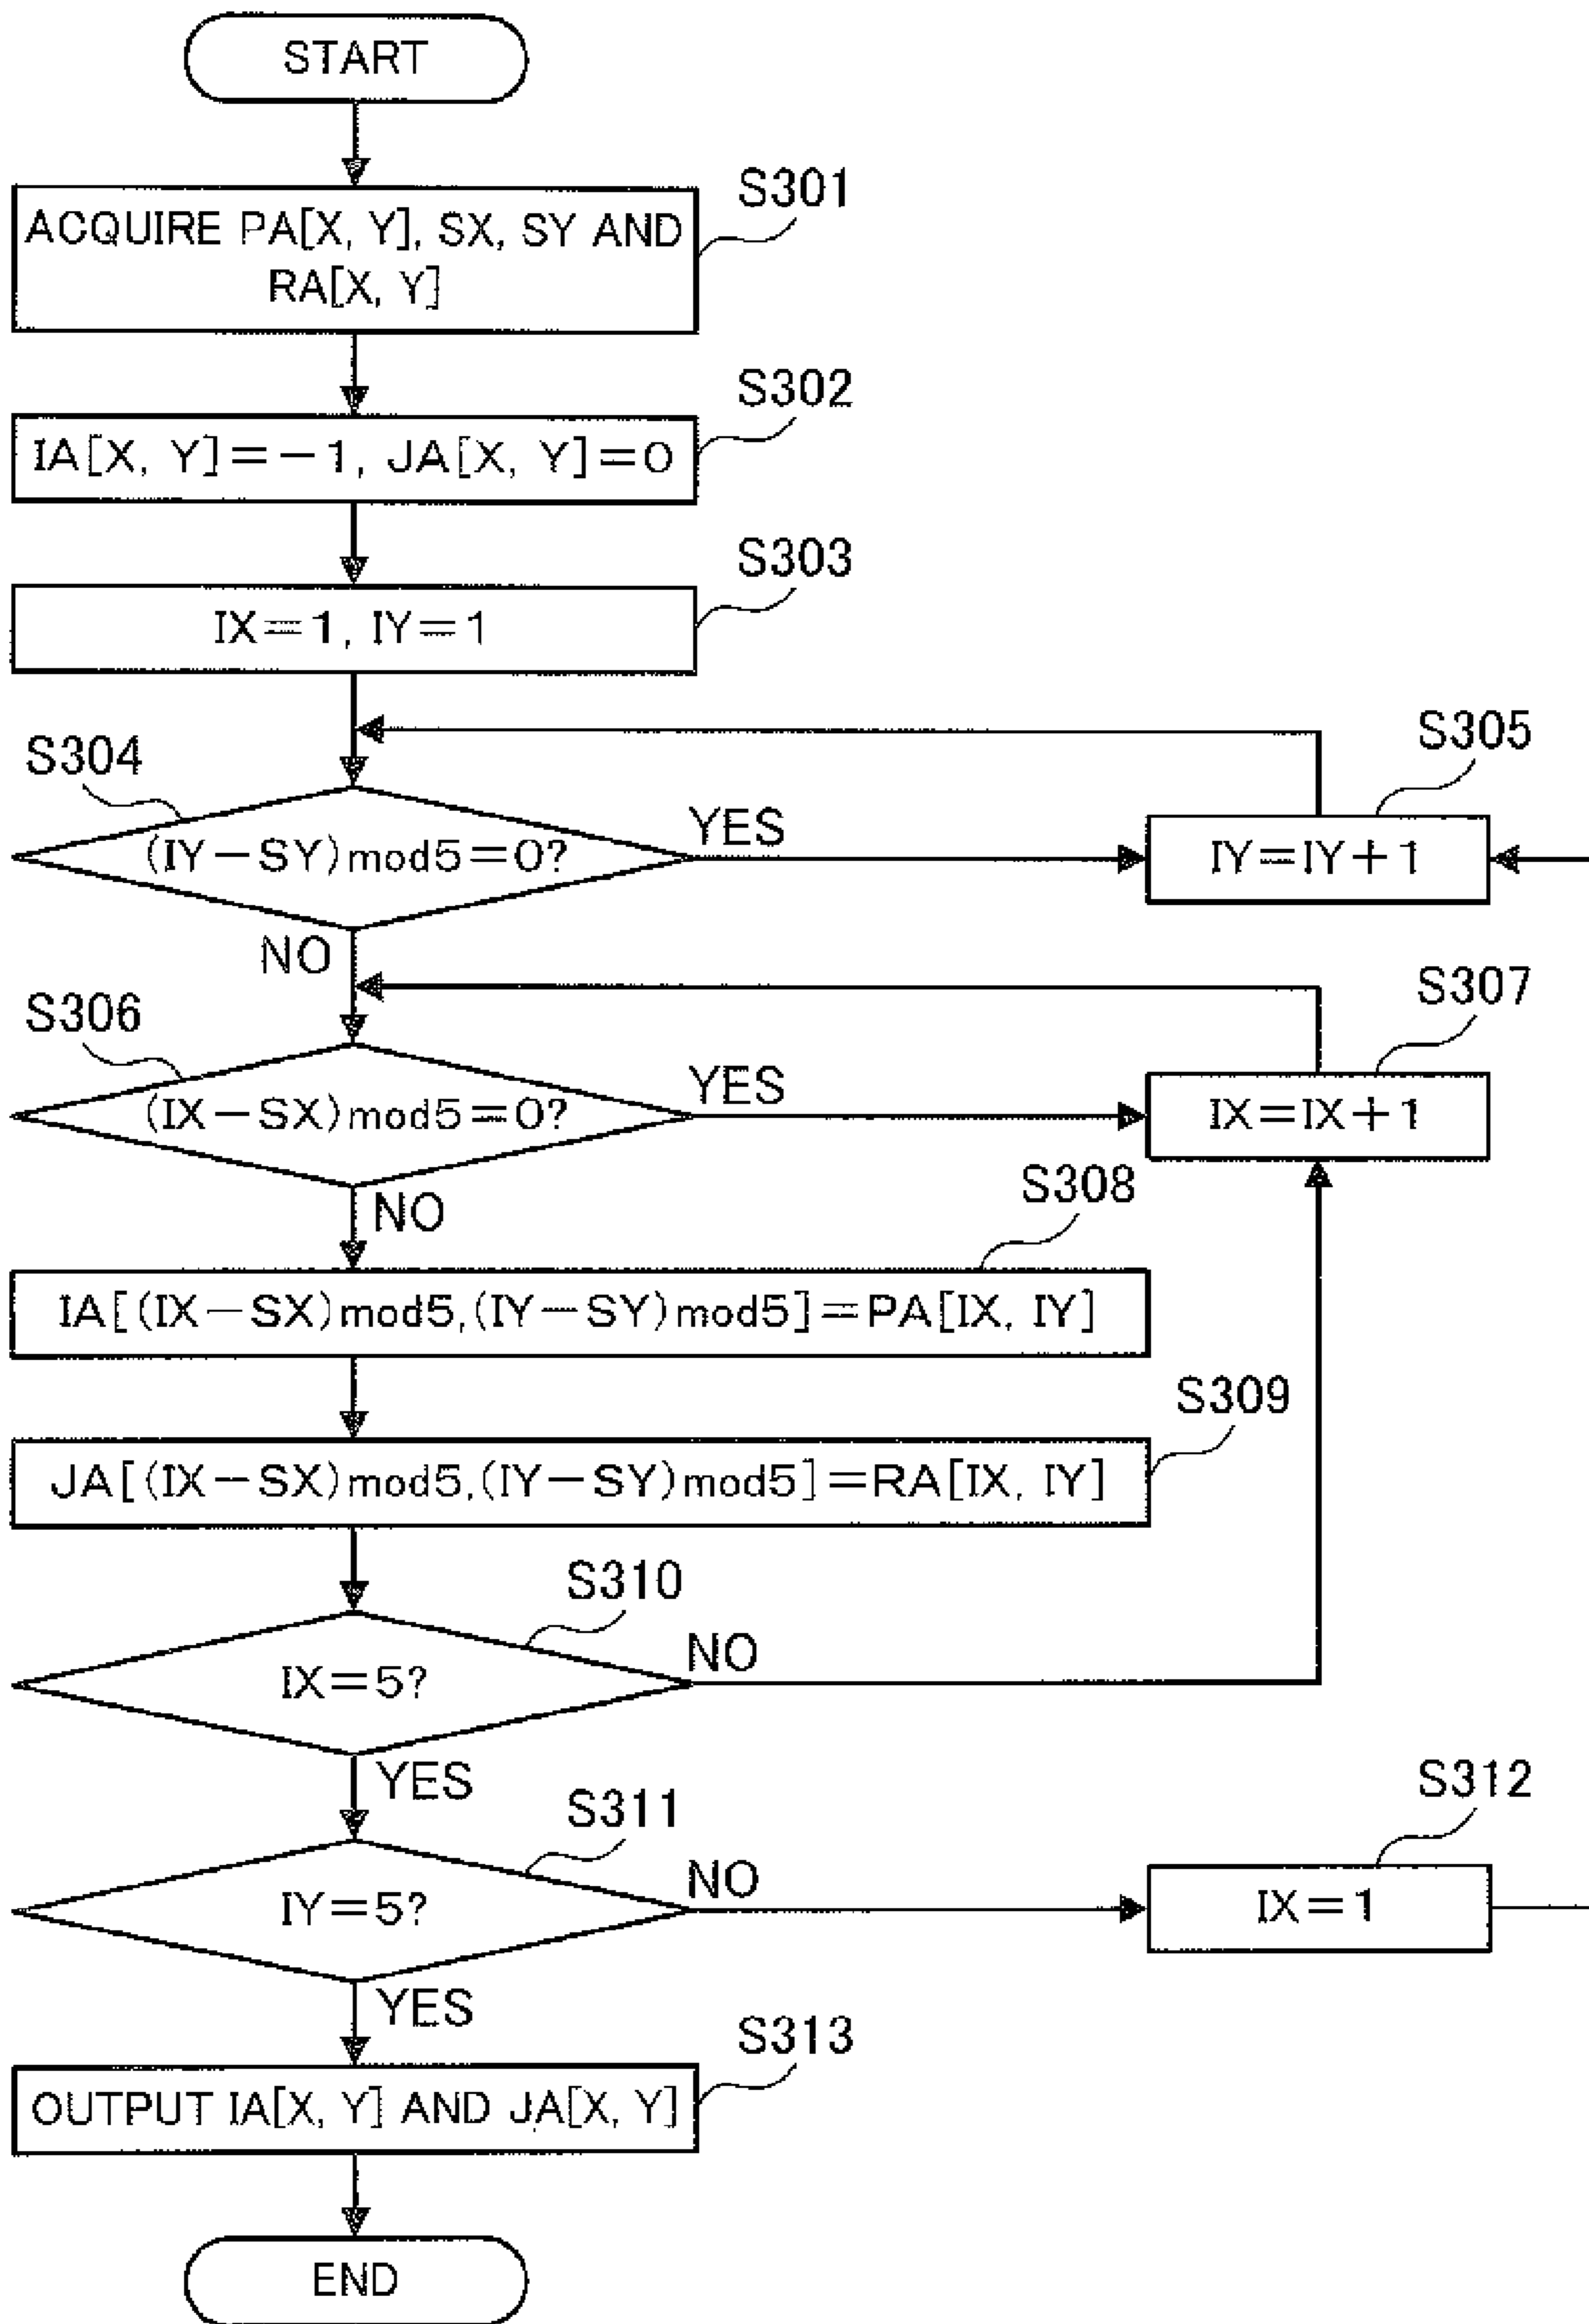 START
S301
ACQUIRE PA[X, Y], SX, SY AND
RA[X, Y]
S302
IA[X, Y]=−1, JA[X, Y]=0
S303
IX=1, IY=1
S304
(IY−SY)mod5=0?
YES
S305
IY=IY+1
NO
S306
(IX−SX)mod5=0?
YES
S307
IX=IX+1
NO
S308
IA[(IX−SX)mod5,(IY−SY)mod5]=PA[IX, IY]
S309
JA[(IX−SX)mod5,(IY−SY)mod5]=RA[IX, IY]
S310
IX=5?
NO
YES
S311
IY=5?
NO
S312
IX=1
YES
S313
OUTPUT IA[X, Y] AND JA[X, Y]
END